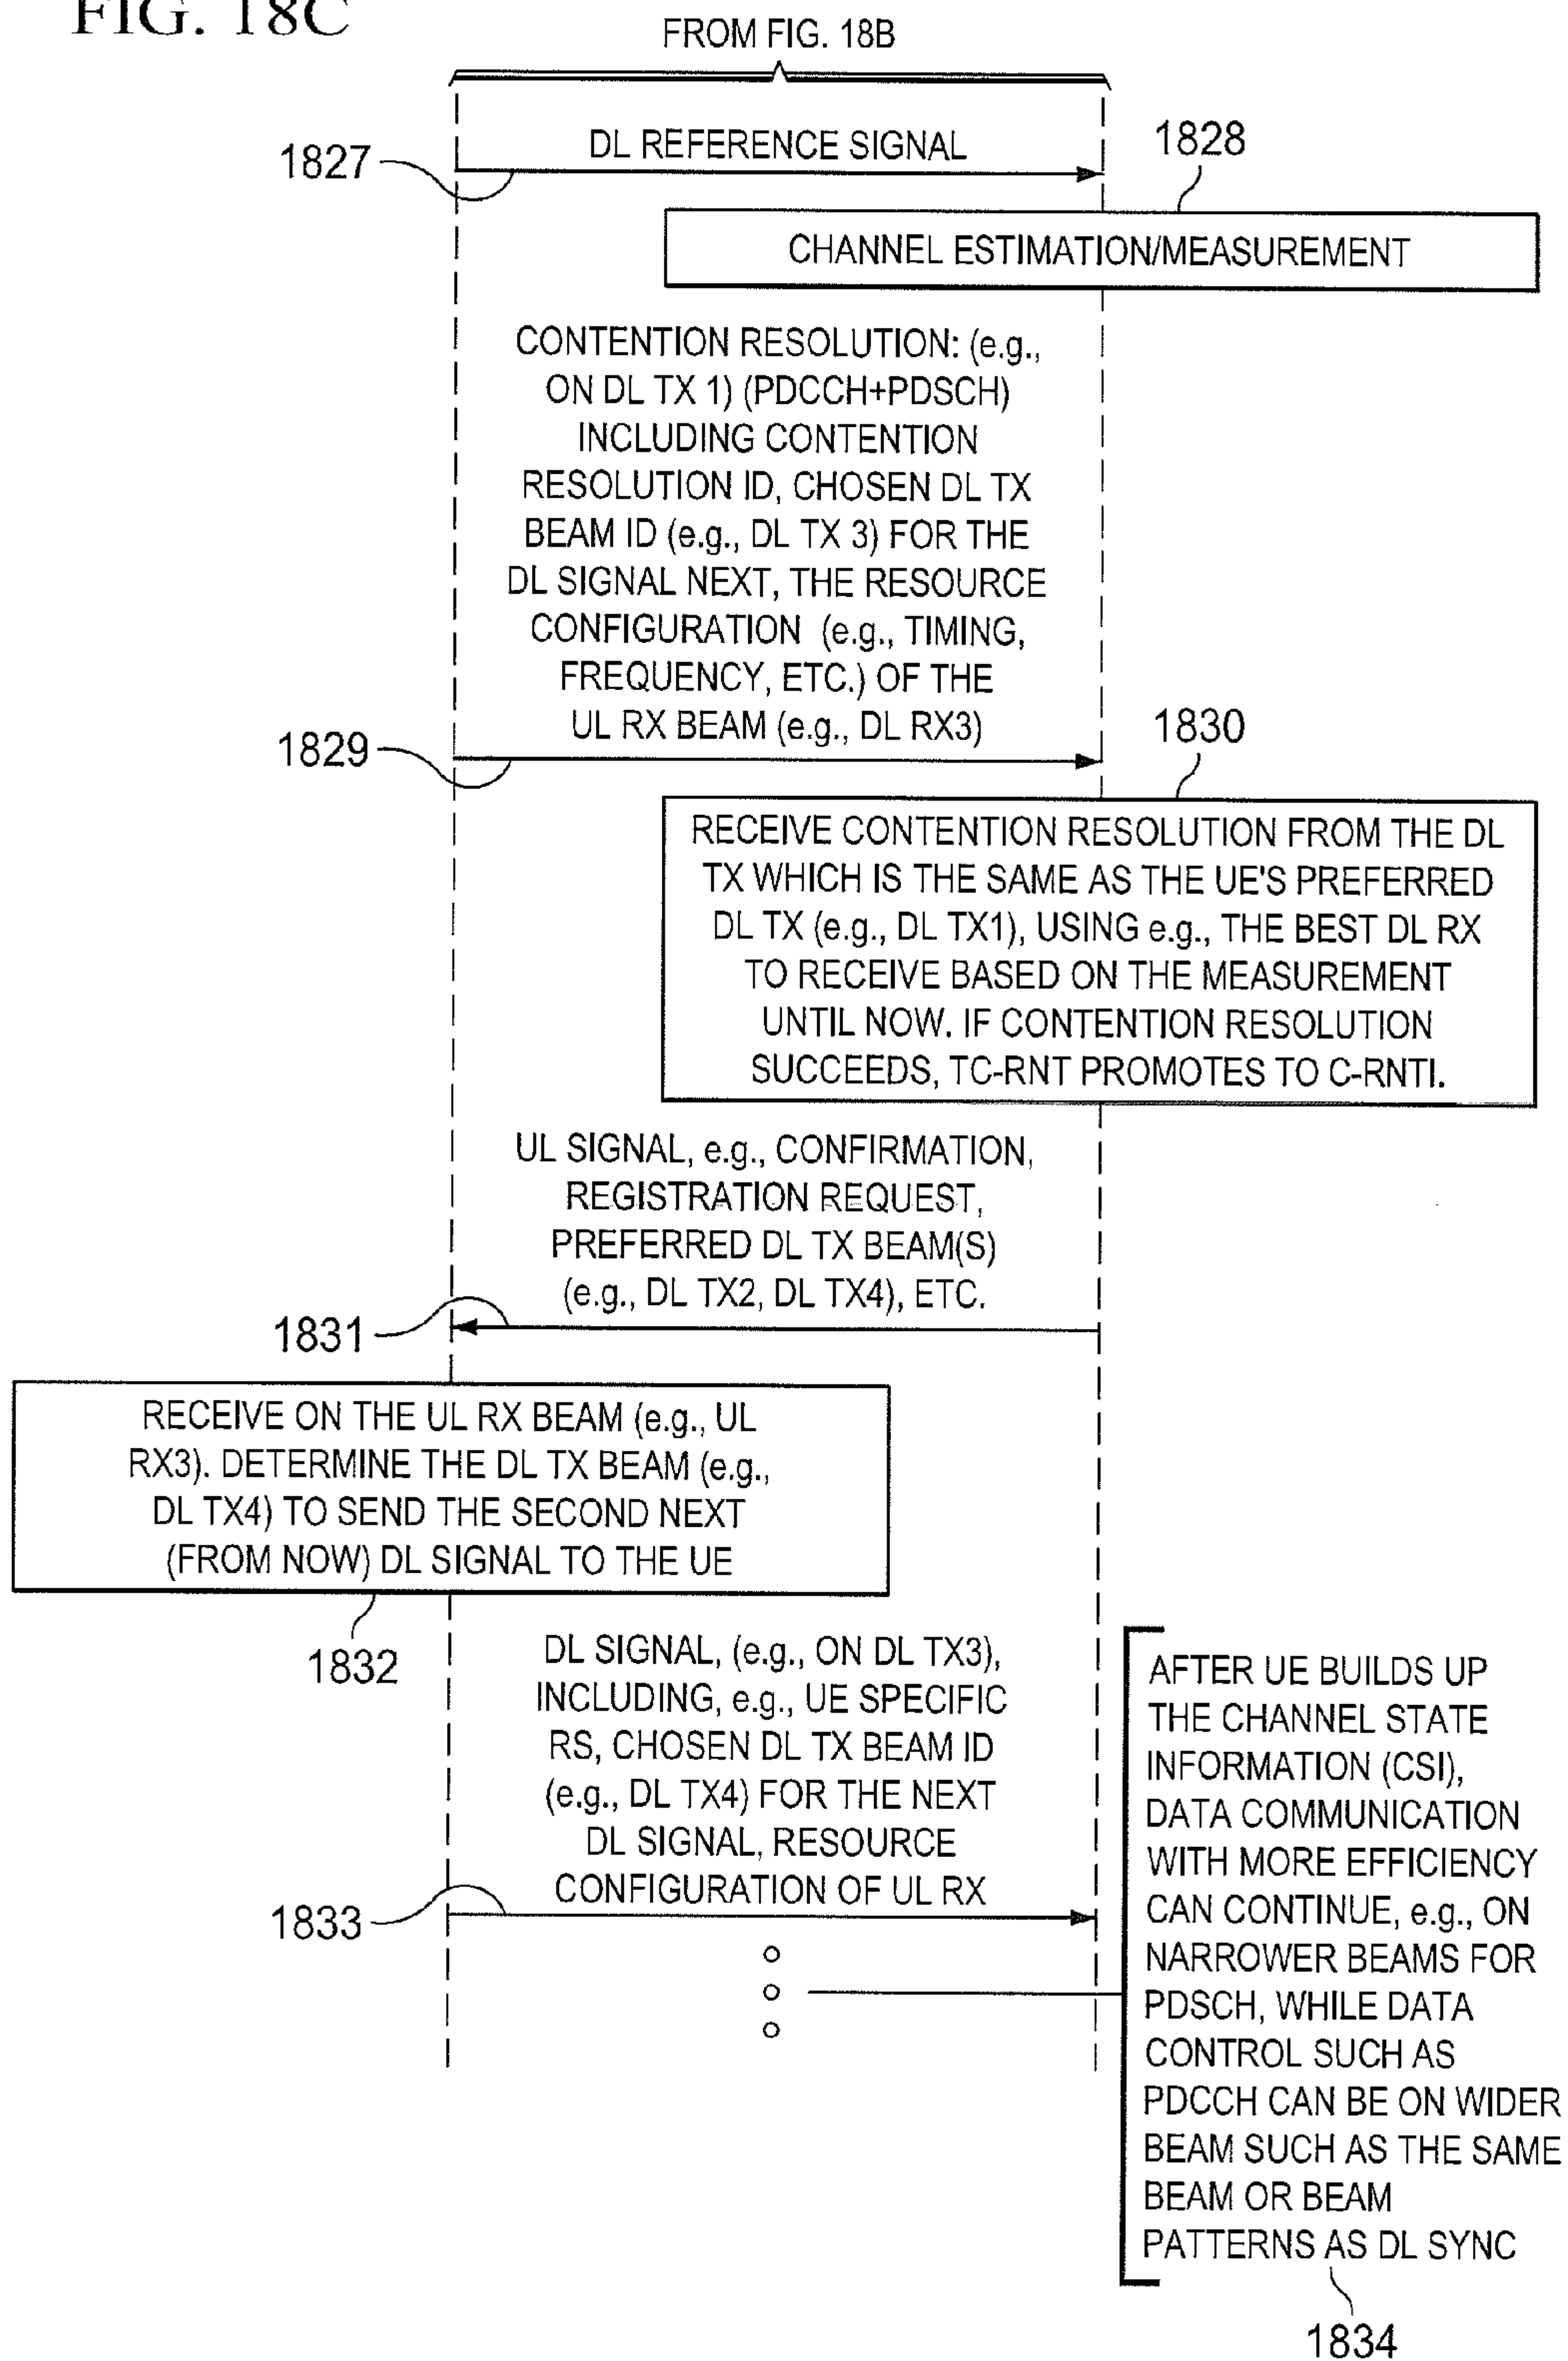 FIG. 18C
FROM FIG. 18B
DL REFERENCE SIGNAL
1827
1828
CHANNEL ESTIMATION/MEASUREMENT
CONTENTION RESOLUTION: (e.g.,
ON DL TX 1) (PDCCH+PDSCH)
INCLUDING CONTENTION
RESOLUTION ID, CHOSEN DL TX
BEAM ID (e.g., DL TX 3) FOR THE
DL SIGNAL NEXT, THE RESOURCE
CONFIGURATION (e.g., TIMING,
FREQUENCY, ETC.) OF THE
UL RX BEAM (e.g., DL RX3)
1829
1830
RECEIVE CONTENTION RESOLUTION FROM THE DL
TX WHICH IS THE SAME AS THE UE'S PREFERRED
DL TX (e.g., DL TX1), USING e.g., THE BEST DL RX
TO RECEIVE BASED ON THE MEASUREMENT
UNTIL NOW. IF CONTENTION RESOLUTION
SUCCEEDS, TC-RNT PROMOTES TO C-RNTI.
UL SIGNAL, e.g., CONFIRMATION,
REGISTRATION REQUEST,
PREFERRED DL TX BEAM(S)
(e.g., DL TX2, DL TX4), ETC.
1831
RECEIVE ON THE UL RX BEAM (e.g., UL
RX3). DETERMINE THE DL TX BEAM (e.g.,
DL TX4) TO SEND THE SECOND NEXT
(FROM NOW) DL SIGNAL TO THE UE
1832
DL SIGNAL, (e.g., ON DL TX3),
INCLUDING, e.g., UE SPECIFIC
RS, CHOSEN DL TX BEAM ID
(e.g., DL TX4) FOR THE NEXT
DL SIGNAL, RESOURCE
CONFIGURATION OF UL RX
1833
AFTER UE BUILDS UP
THE CHANNEL STATE
INFORMATION (CSI),
DATA COMMUNICATION
WITH MORE EFFICIENCY
CAN CONTINUE, e.g., ON
NARROWER BEAMS FOR
PDSCH, WHILE DATA
CONTROL SUCH AS
PDCCH CAN BE ON WIDER
BEAM SUCH AS THE SAME
BEAM OR BEAM
PATTERNS AS DL SYNC
1834